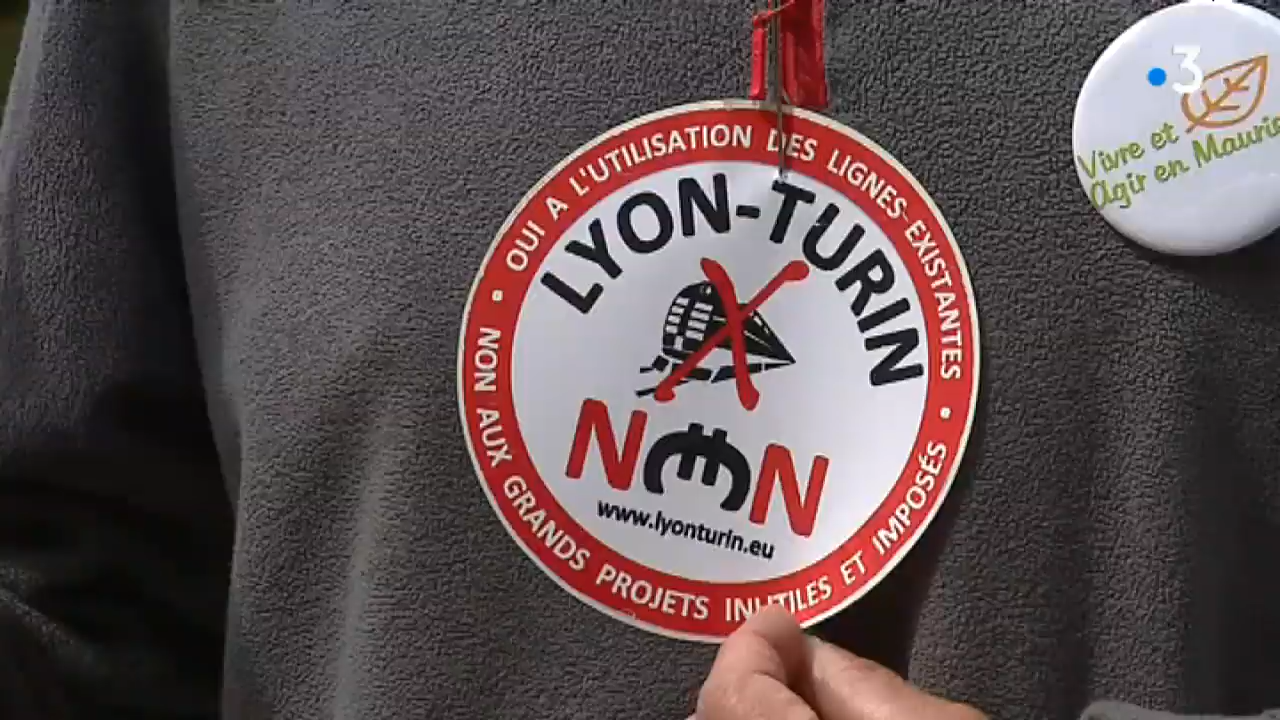 OUI A L'UTILISATION DES LIGNES-EXISTANTES
LYON-TURIN
NON
www.lyonturin.eu
NON AUX GRANDS PROJETS INUTILES ET IMPOSÉS
3
Vivre et
Agir en